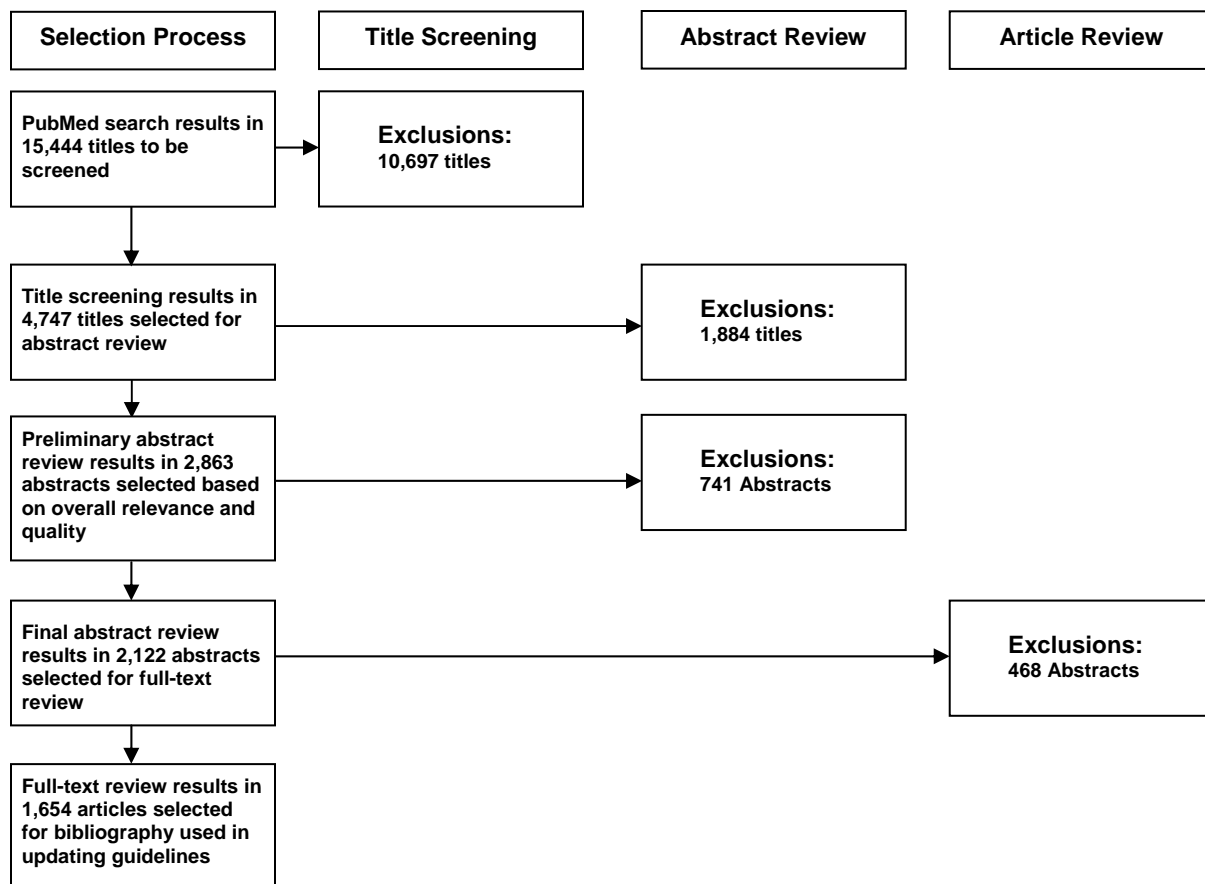 Selection Process
Title Screening
Abstract Review
Article Review
PubMed search results in
15,444 titles to be
screened
Exclusions:
10,697 titles
Title screening results in
4,747 titles selected for
abstract review
Exclusions:
1,884 titles
Preliminary abstract
review results in 2,863
abstracts selected based
on overall relevance and
quality
Exclusions:
741 Abstracts
Final abstract review
results in 2,122 abstracts
selected for full-text
review
Exclusions:
468 Abstracts
Full-text review results in
1,654 articles selected
for bibliography used in
updating guidelines